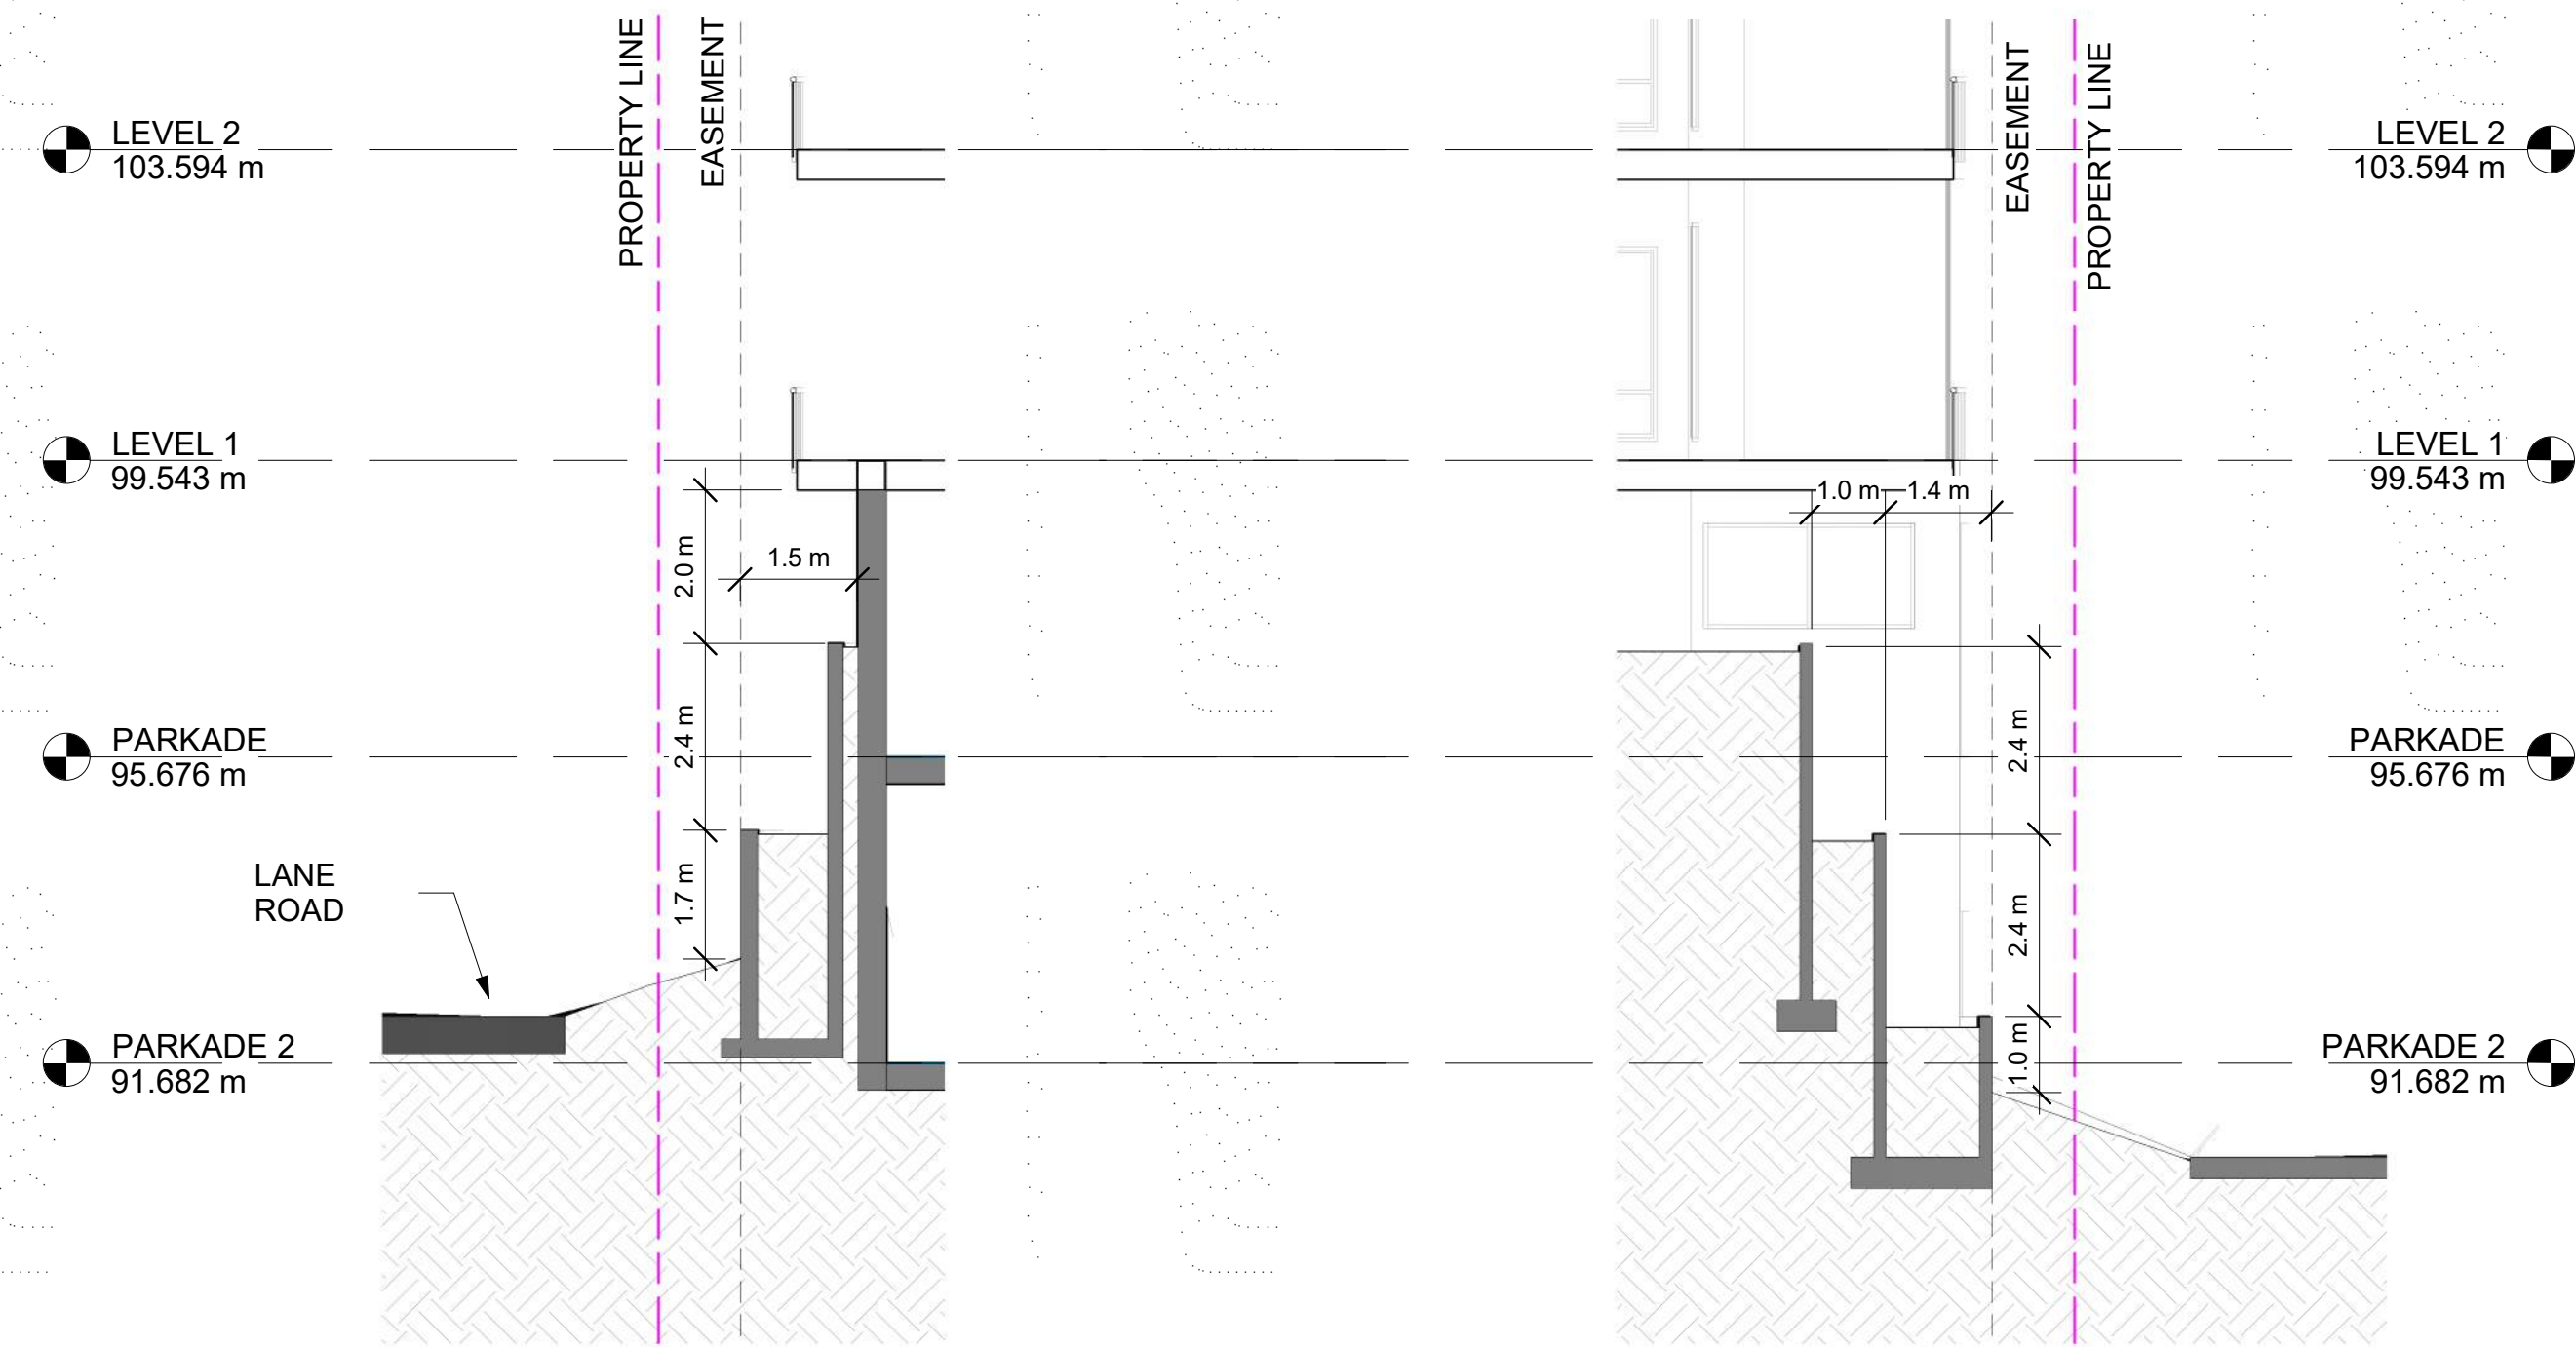 PROPERTY LINE
EASEMENT
EASEMENT
PROPERTY LINE
LEVEL 2
103.594 m
LEVEL 2
103.594 m
LEVEL 1
99.543 m
LEVEL 1
99.543 m
1.0 m
1.4 m
2.0 m
1.5 m
2.4 m
2.4 m
PARKADE
95.676 m
PARKADE
95.676 m
LANE
ROAD
1.7 m
2.4 m
PARKADE 2
91.682 m
1.0 m
PARKADE 2
91.682 m